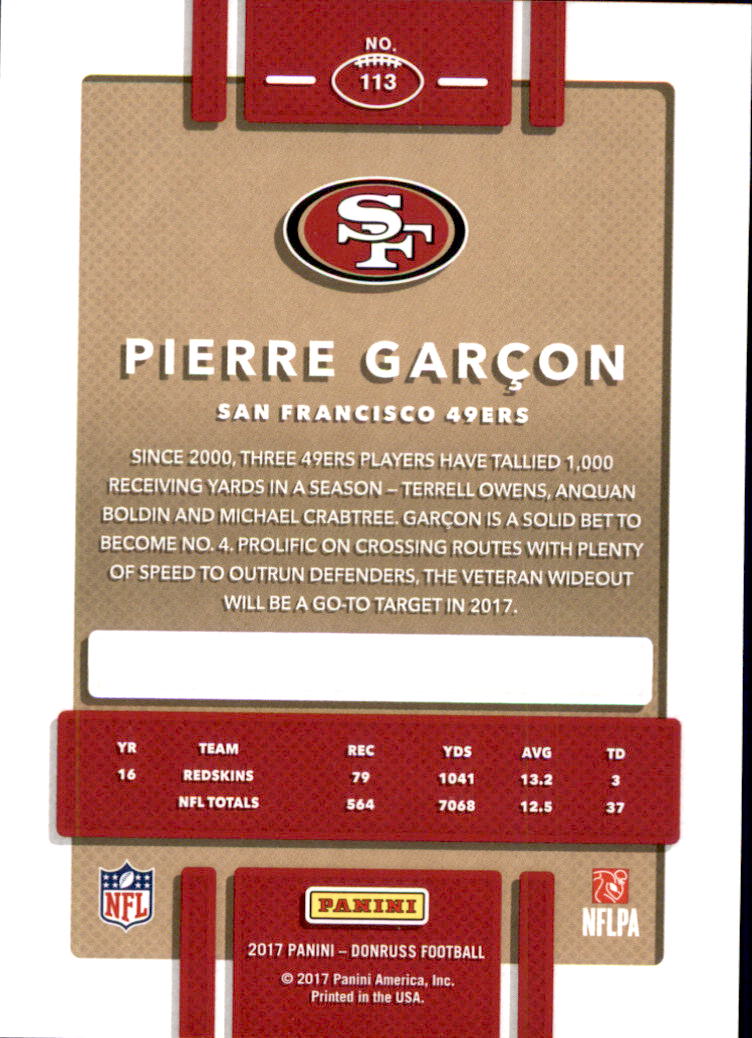 NO.
113
SF
PIERRE GARÇON
SAN FRANCISCO 49ERS
SINCE 2000, THREE 49ERS PLAYERS HAVE TALLIED 1,000
RECEIVING YARDS IN A SEASON – TERRELL OWENS, ANQUAN
BOLDIN AND MICHAEL CRABTREE. GARÇON IS A SOLID BET TO
BECOME NO. 4. PROLIFIC ON CROSSING ROUTES WITH PLENTY
OF SPEED TO OUTRUN DEFENDERS, THE VETERAN WIDEOUT
WILL BE A GO-TO TARGET IN 2017.
YR TEAM REC YDS AVG TD
16 REDSKINS 79 1041 13.2 3
NFL TOTALS 564 7068 12.5 37
NFL
PANINI
NFLPA
2017 PANINI – DONRUSS FOOTBALL
© 2017 Panini America, Inc.
Printed in the USA.